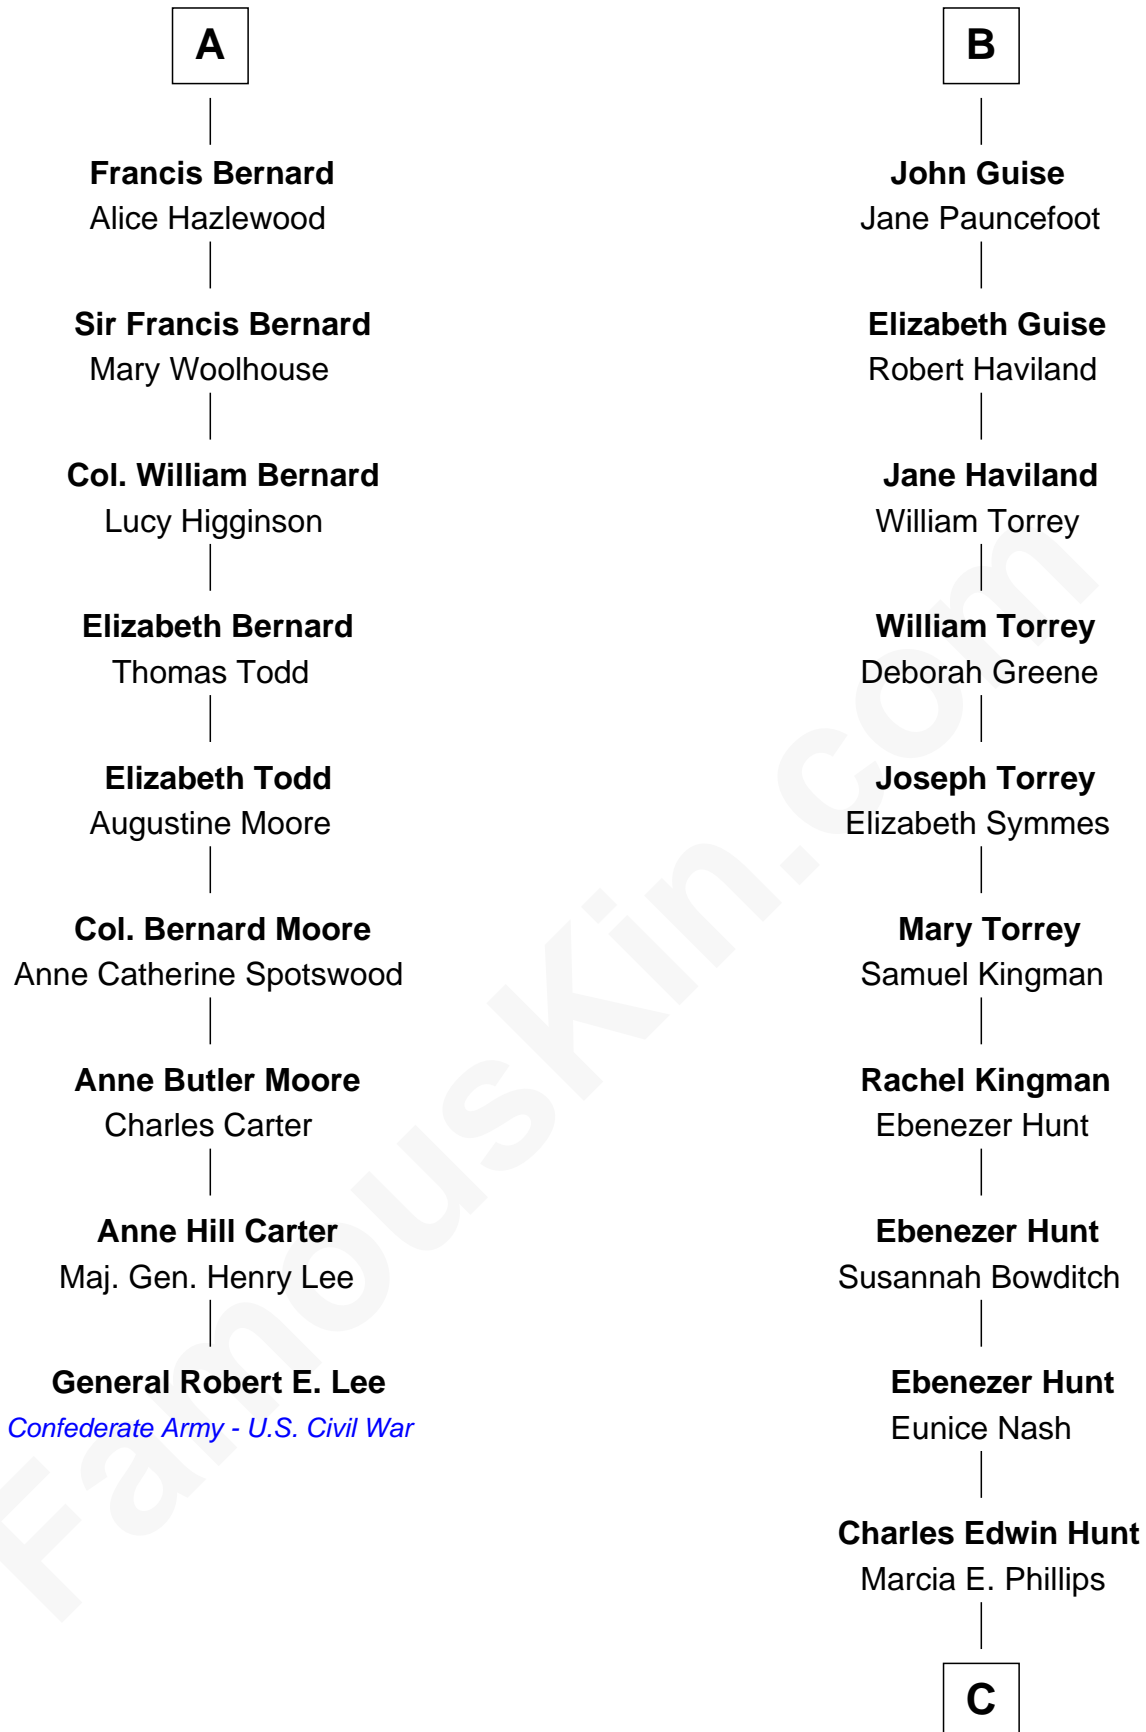 A
Francis Bernard
Alice Hazlewood
Sir Francis Bernard
Mary Woolhouse
Col. William Bernard
Lucy Higginson
Elizabeth Bernard
Thomas Todd
Elizabeth Todd
Augustine Moore
Col. Bernard Moore
Anne Catherine Spotswood
Anne Butler Moore
Charles Carter
Anne Hill Carter
Maj. Gen. Henry Lee
General Robert E. Lee
Confederate Army - U.S. Civil War
B
John Guise
Jane Pauncefoot
Elizabeth Guise
Robert Haviland
Jane Haviland
William Torrey
William Torrey
Deborah Greene
Joseph Torrey
Elizabeth Symmes
Mary Torrey
Samuel Kingman
Rachel Kingman
Ebenezer Hunt
Ebenezer Hunt
Susannah Bowditch
Ebenezer Hunt
Eunice Nash
Charles Edwin Hunt
Marcia E. Phillips
C
FamousKin.com